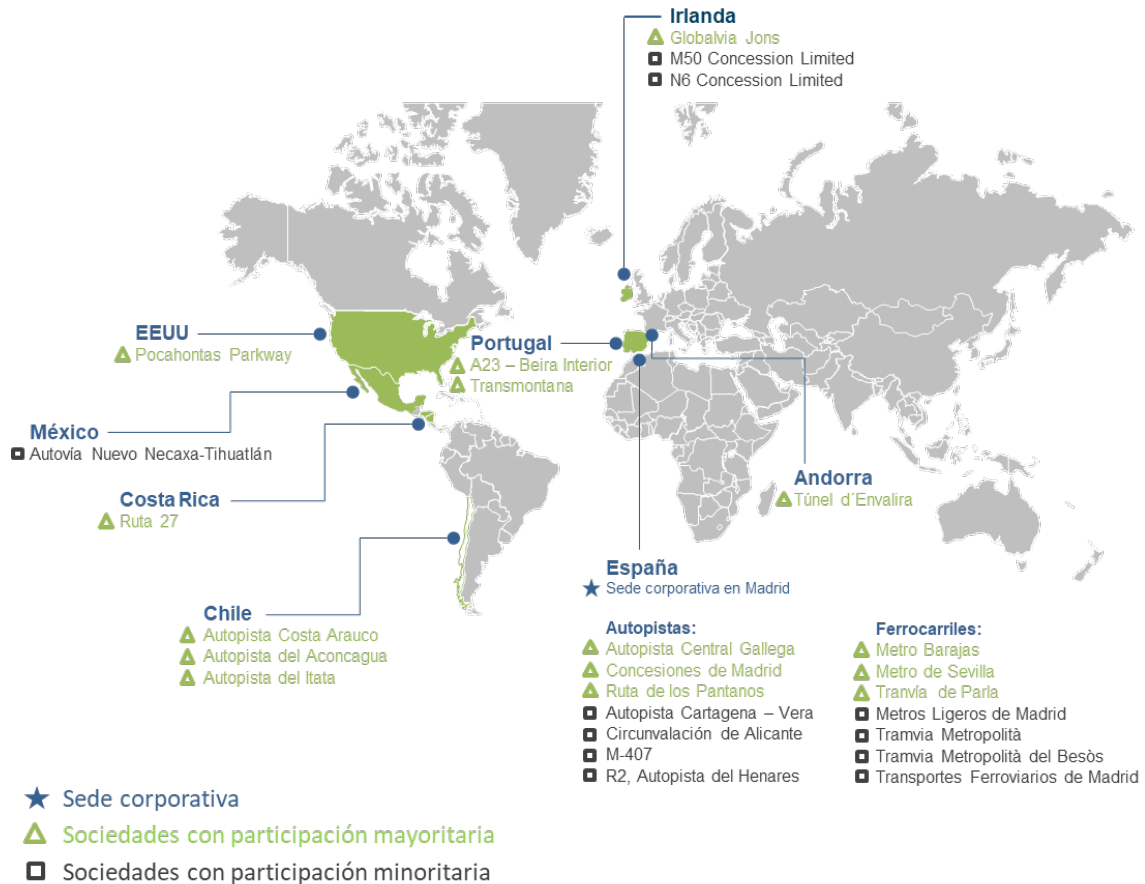 Irlanda
Globalvia Jons
M50 Concession Limited
N6 Concession Limited
EEUU
Pocahontas Parkway
Portugal
A23 – Beira Interior
Transmontana
México
Autovía Nuevo Necaxa-Tihuatlán
Costa Rica
Ruta 27
Andorra
Túnel d´Envalira
Chile
Autopista Costa Arauco
Autopista del Aconcagua
Autopista del Itata
España
Sede corporativa en Madrid
Autopistas:
Autopista Central Gallega
Concesiones de Madrid
Ruta de los Pantanos
Autopista Cartagena – Vera
Circunvalación de Alicante
M-407
R2, Autopista del Henares
Ferrocarriles:
Metro Barajas
Metro de Sevilla
Tranvía de Parla
Metros Ligeros de Madrid
Tramvia Metropolità
Tramvia Metropolità del Besòs
Transportes Ferroviarios de Madrid
Sede corporativa
Sociedades con participación mayoritaria
Sociedades con participación minoritaria